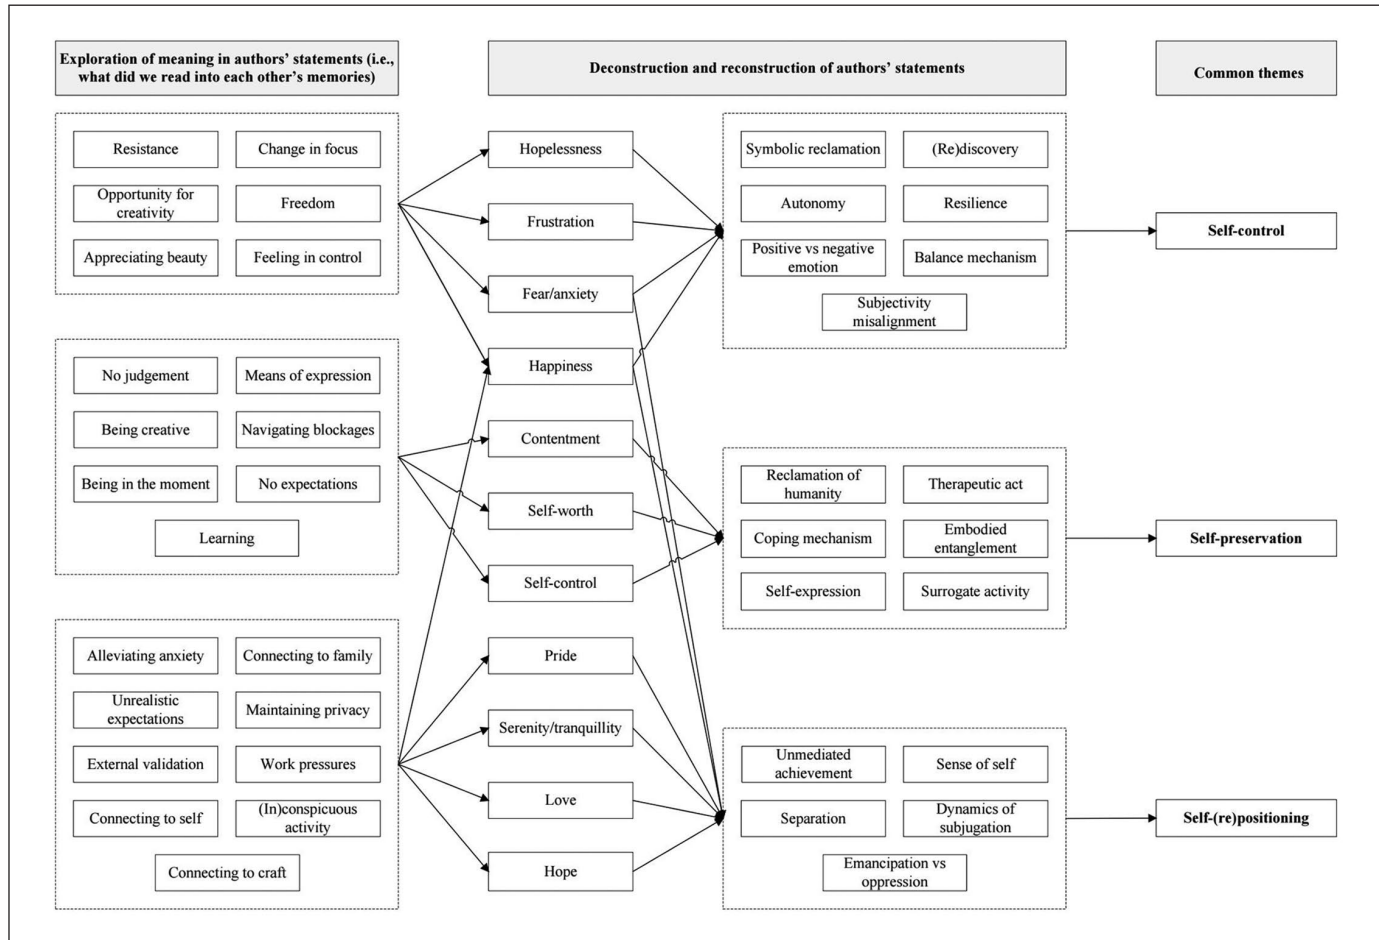 Exploration of meaning in authors' statements (i.e.,
what did we read into each other's memories)
Deconstruction and reconstruction of authors' statements
Common themes
Resistance
Change in focus
Opportunity for
creativity
Freedom
Appreciating beauty
Feeling in control
No judgement
Means of expression
Being creative
Navigating blockages
Being in the moment
No expectations
Learning
Alleviating anxiety
Connecting to family
Unrealistic
expectations
Maintaining privacy
External validation
Work pressures
Connecting to self
(In)conspicuous
activity
Connecting to craft
Hopelessness
Frustration
Fear/anxiety
Happiness
Contentment
Self-worth
Self-control
Pride
Serenity/tranquillity
Love
Hope
Symbolic reclamation
(Re)discovery
Autonomy
Resilience
Positive vs negative
emotion
Balance mechanism
Subjectivity
misalignment
Reclamation of
humanity
Therapeutic act
Coping mechanism
Embodied
entanglement
Self-expression
Surrogate activity
Unmediated
achievement
Sense of self
Separation
Dynamics of
subjugation
Emancipation vs
oppression
Self-control
Self-preservation
Self-(re)positioning